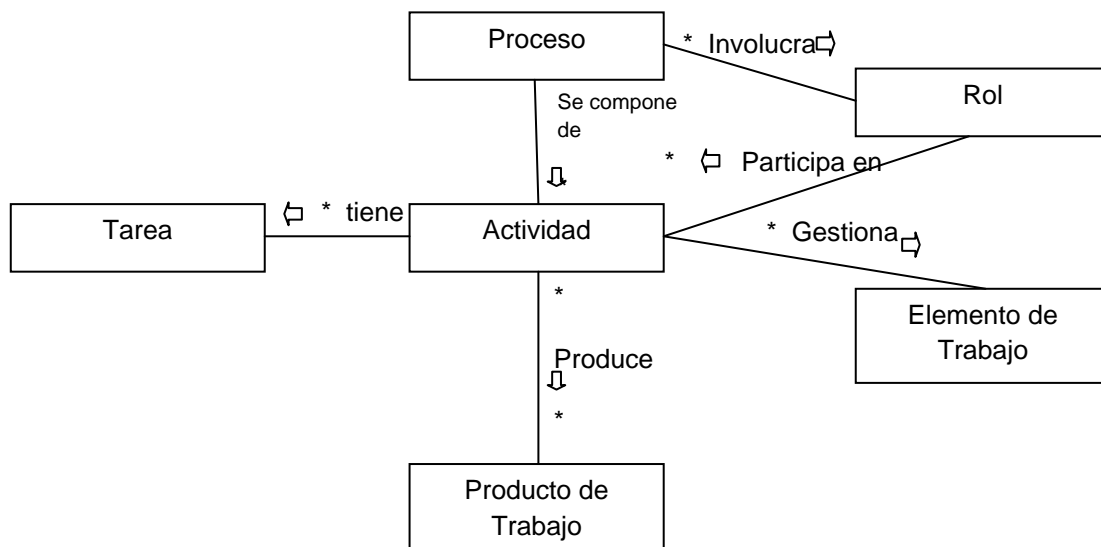 Proceso
* Involucra
Rol
Se compone
de
* Participa en
*
Tarea
* tiene
Actividad
* Gestiona
*
Produce
*
Elemento de
Trabajo
Producto de
Trabajo